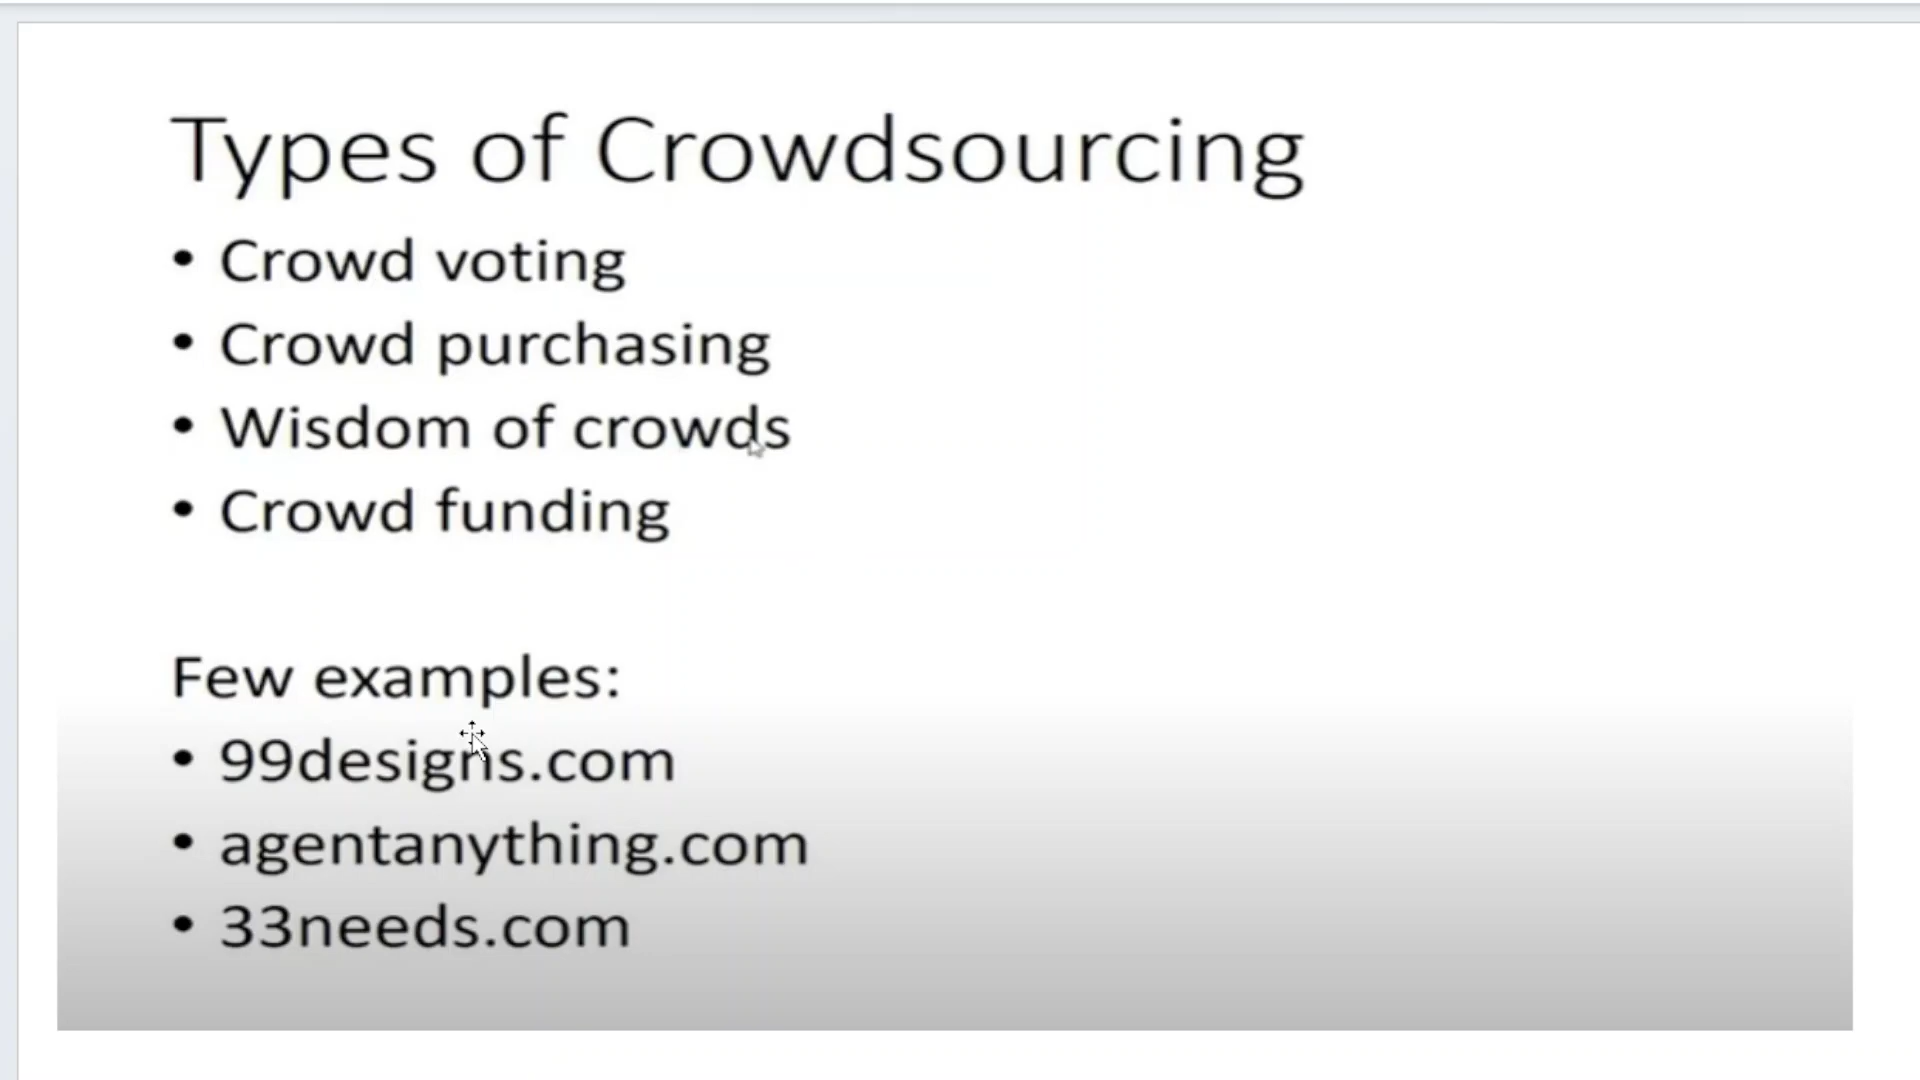 Types of Crowdsourcing
• Crowd voting
• Crowd purchasing
• Wisdom of crowds
• Crowd funding
Few examples:
• 99designs.com
• agentanything.com
• 33needs.com